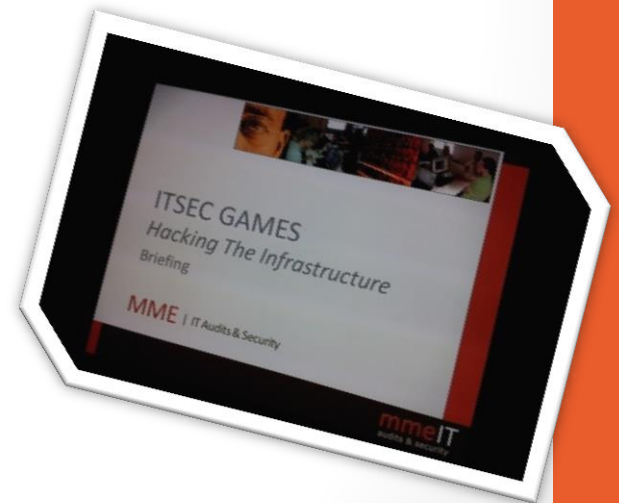 ITSEC GAMES
Hacking The Infrastructure
Briefing
MME | IT Audits & Security
mmeIT
audits & security